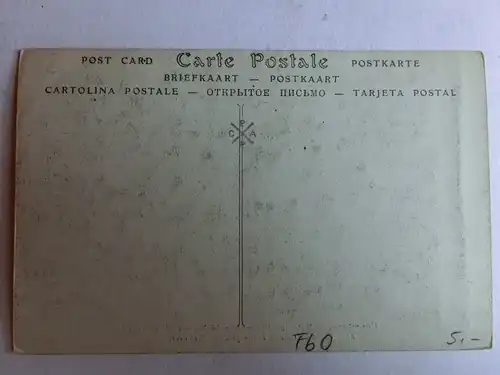 POST CARD Carte Postale POSTKARTE
BRIEFKAART — POSTKAART
CARTOLINA POSTALE — ОТКРЫТОЕ ПИСЬМО — TARJETA POSTAL
P
C A
P
F60 5.-